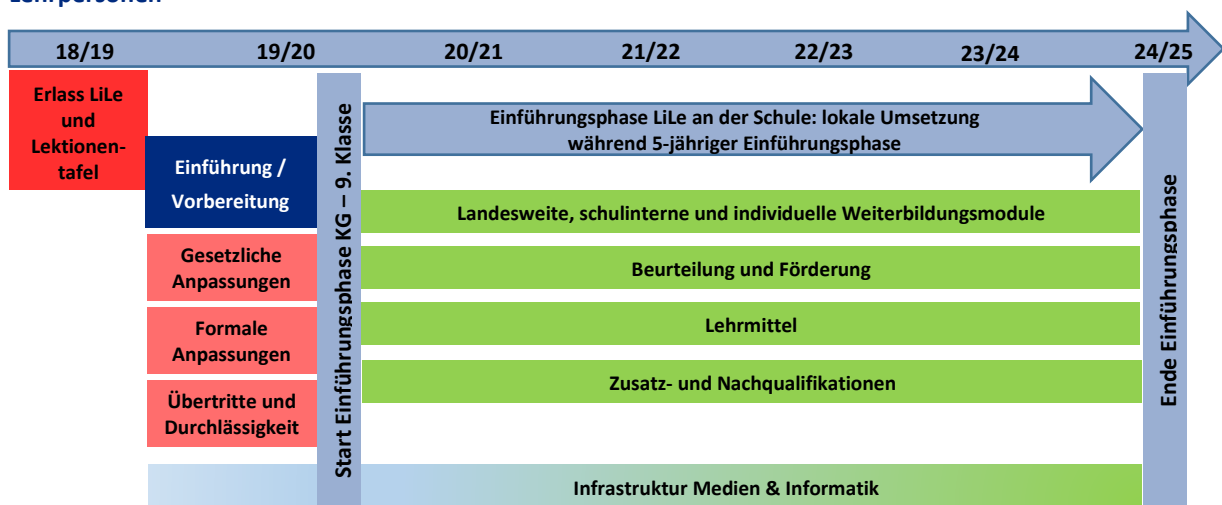 Lehrpersonen
18/19 19/20 20/21 21/22 22/23 23/24 24/25
Erlass LiLe
und
Lektionen-
tafel
Einführung /
Vorbereitung
Gesetzliche
Anpassungen
Formale
Anpassungen
Übertritte und
Durchlässigkeit
Start Einführungsphase KG – 9. Klasse
Einführungsphase LiLe an der Schule: lokale Umsetzung
während 5-jähriger Einführungsphase
Landesweite, schulinterne und individuelle Weiterbildungsmodule
Beurteilung und Förderung
Lehrmittel
Zusatz- und Nachqualifikationen
Infrastruktur Medien & Informatik
Ende Einführungsphase